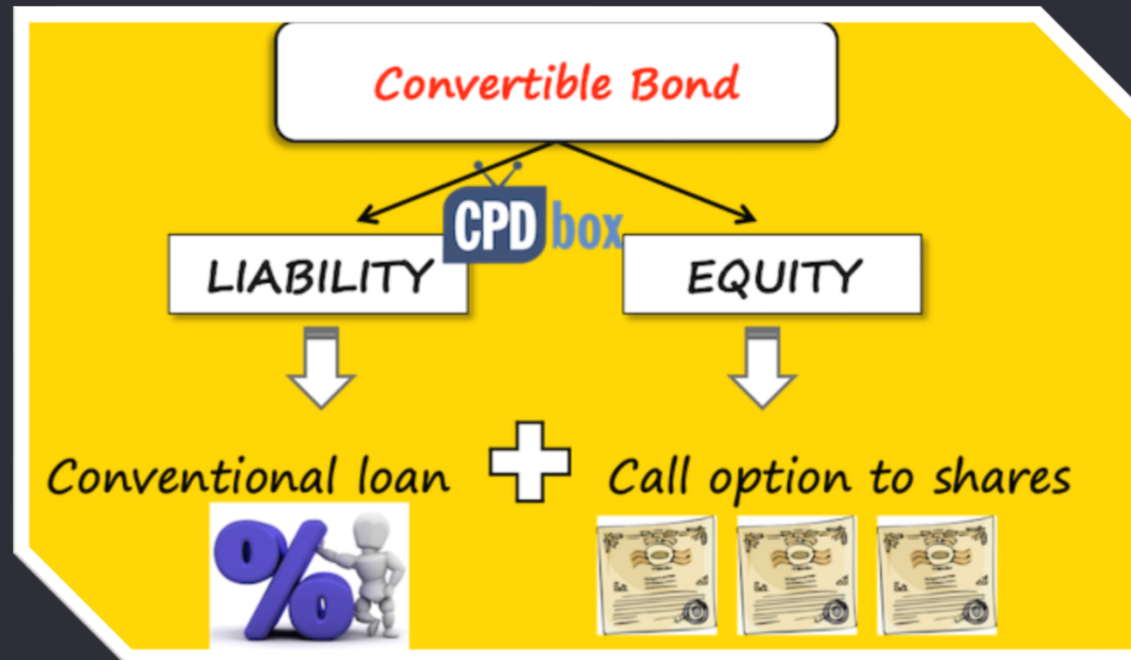 Convertible Bond
CPD box
LIABILITY
EQUITY
Conventional loan
Call option to shares
%